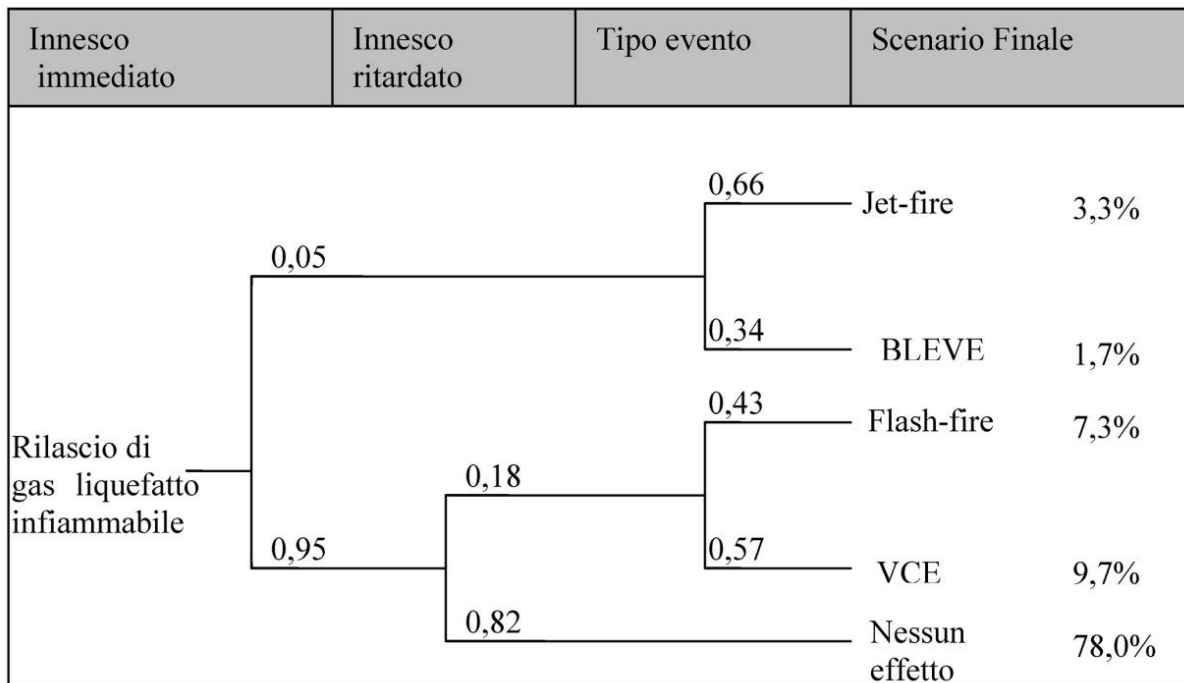 Innesco
immediato
Innesco
ritardato
Tipo evento
Scenario Finale
0,66
Jet-fire 3,3%
0,05
0,34
BLEVE 1,7%
0,43
Flash-fire 7,3%
Rilascio di
gas liquefatto
infiammabile
0,18
0,95
0,57
VCE 9,7%
0,82
Nessun
effetto
78,0%